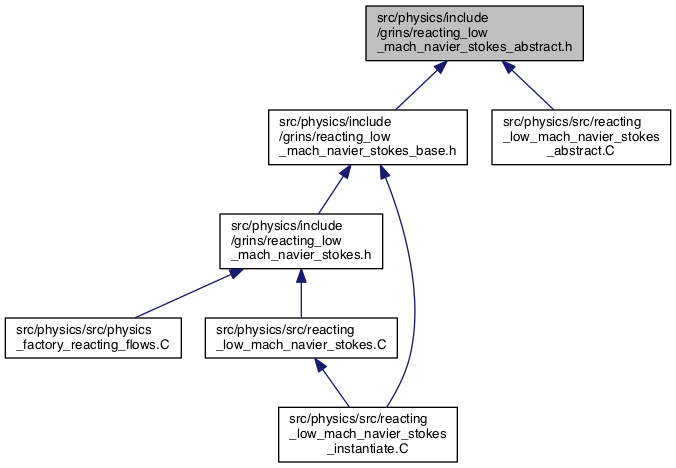 src/physics/include
/grins/reacting_low
_mach_navier_stokes_abstract.h
src/physics/include
/grins/reacting_low
_mach_navier_stokes_base.h
src/physics/src/reacting
_low_mach_navier_stokes
_abstract.C
src/physics/include
/grins/reacting_low
_mach_navier_stokes.h
src/physics/src/physics
_factory_reacting_flows.C
src/physics/src/reacting
_low_mach_navier_stokes.C
src/physics/src/reacting
_low_mach_navier_stokes
_instantiate.C